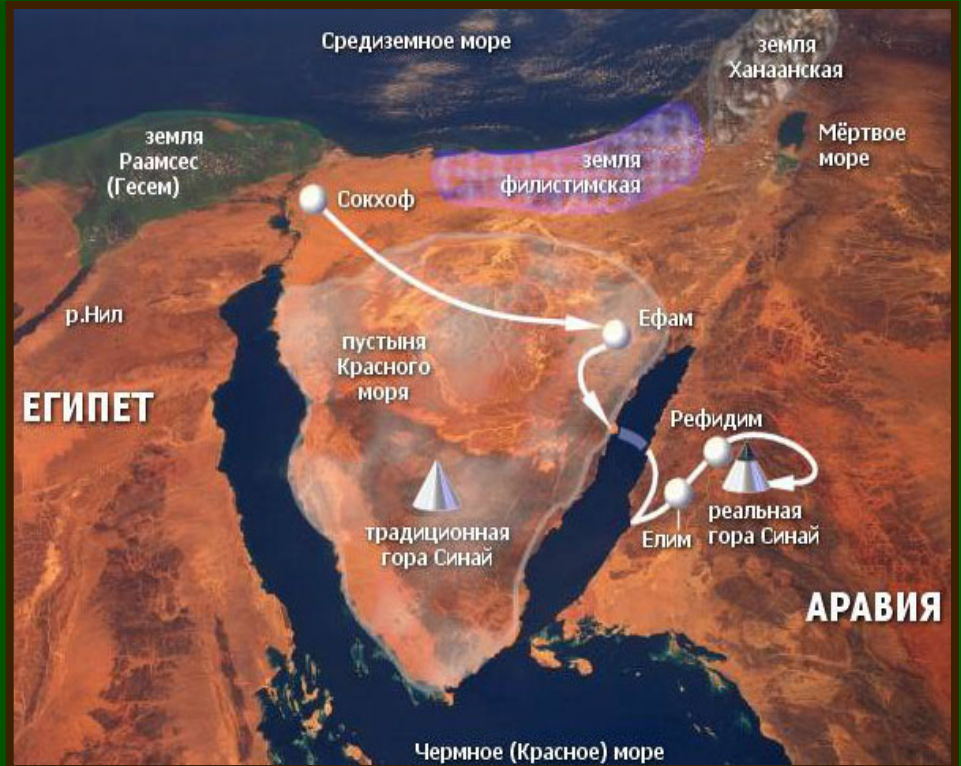 Средиземное море
земля
Ханаанская
земля
Раамсес
(Гесем)
Мёртвое
море
земля
филистимская
Сокхоф
р.Нил
Ефам
пустыня
Красного
моря
ЕГИПЕТ
Рефидим
традиционная
гора Синай
Елим
реальная
гора Синай
АРАВИЯ
Чермное (Красное) море